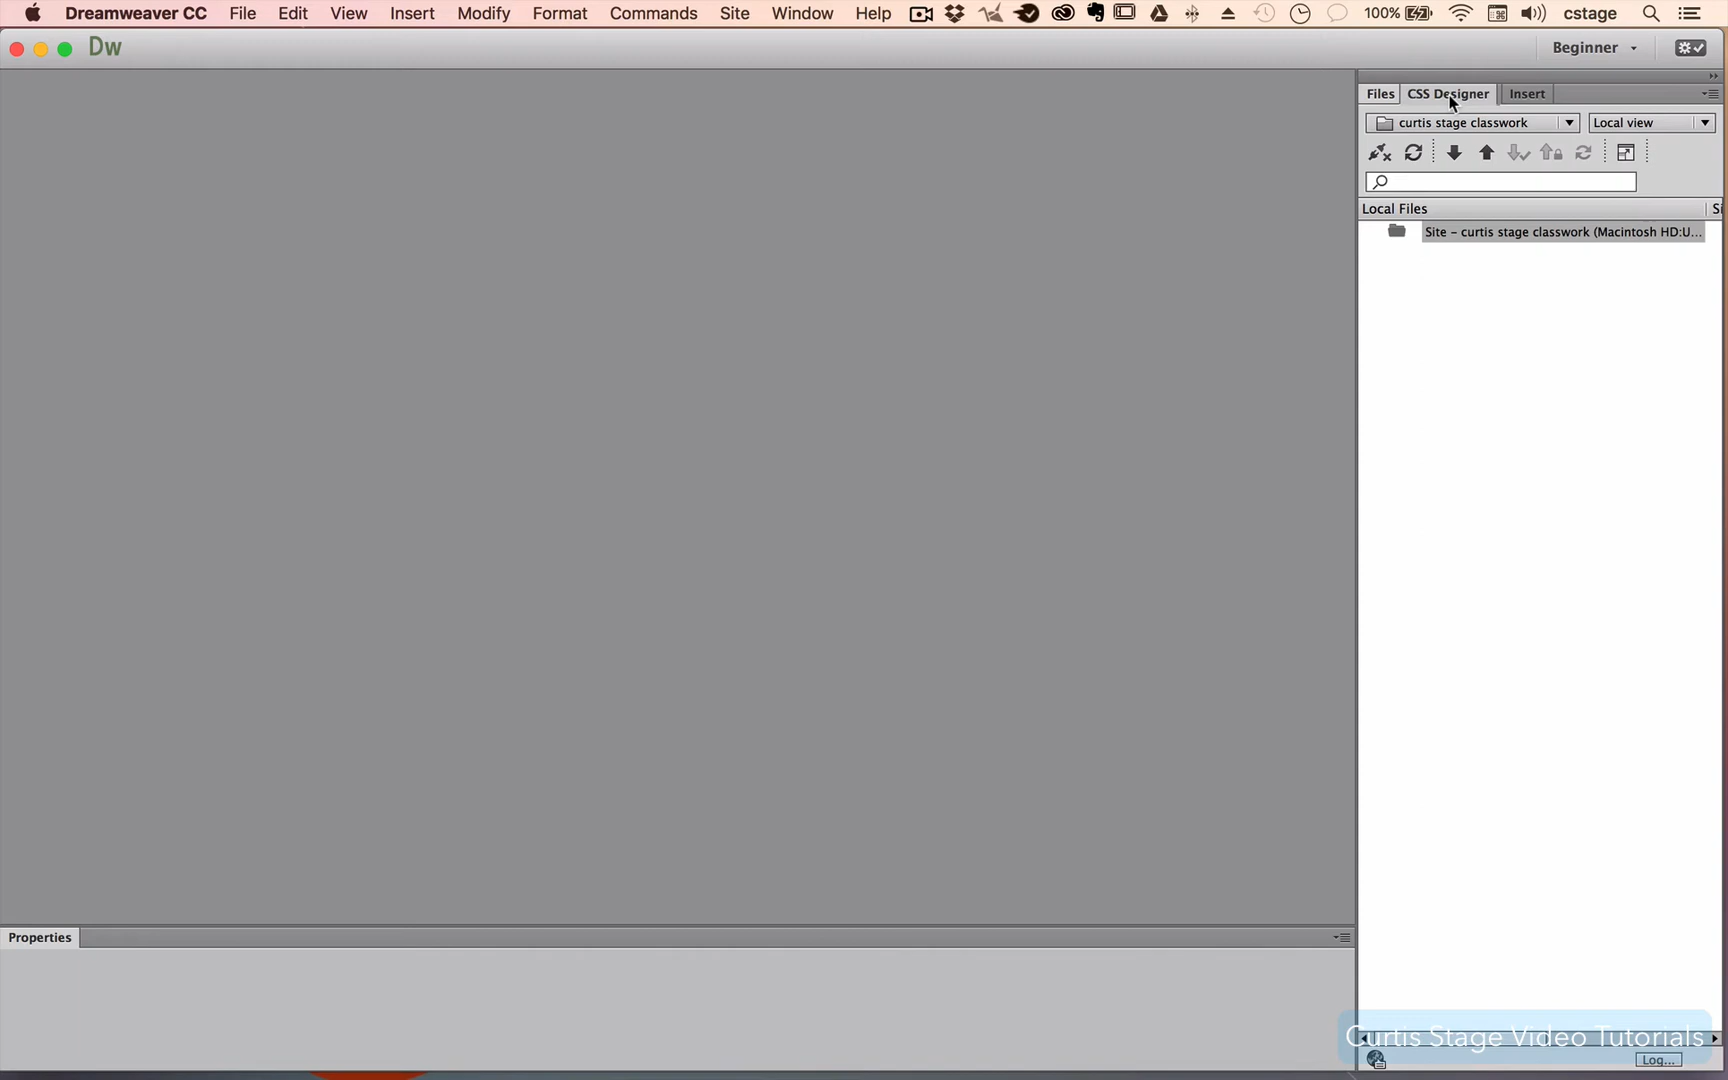 Dreamweaver CC File Edit View Insert Modify Format Commands Site Window Help 100% cstage
Dw Beginner
Files CSS Designer Insert
curtis stage classwork Local view
Local Files Si
Site – curtis stage classwork (Macintosh HD:U...
Properties
Curtis Stage Video Tutorials
Log...